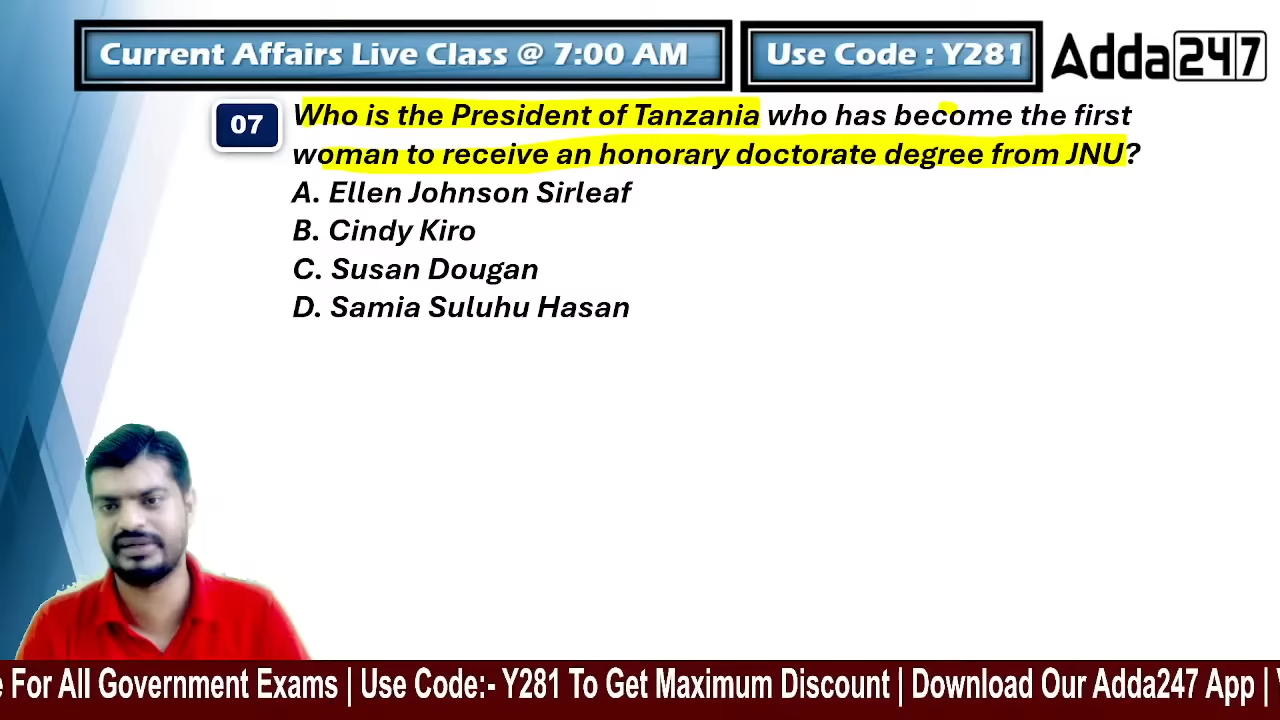 Current Affairs Live Class @ 7:00 AM
Use Code : Y281
Adda247
07
Who is the President of Tanzania who has become the first
woman to receive an honorary doctorate degree from JNU?
A. Ellen Johnson Sirleaf
B. Cindy Kiro
C. Susan Dougan
D. Samia Suluhu Hasan
e For All Government Exams | Use Code:- Y281 To Get Maximum Discount | Download Our Adda247 App |